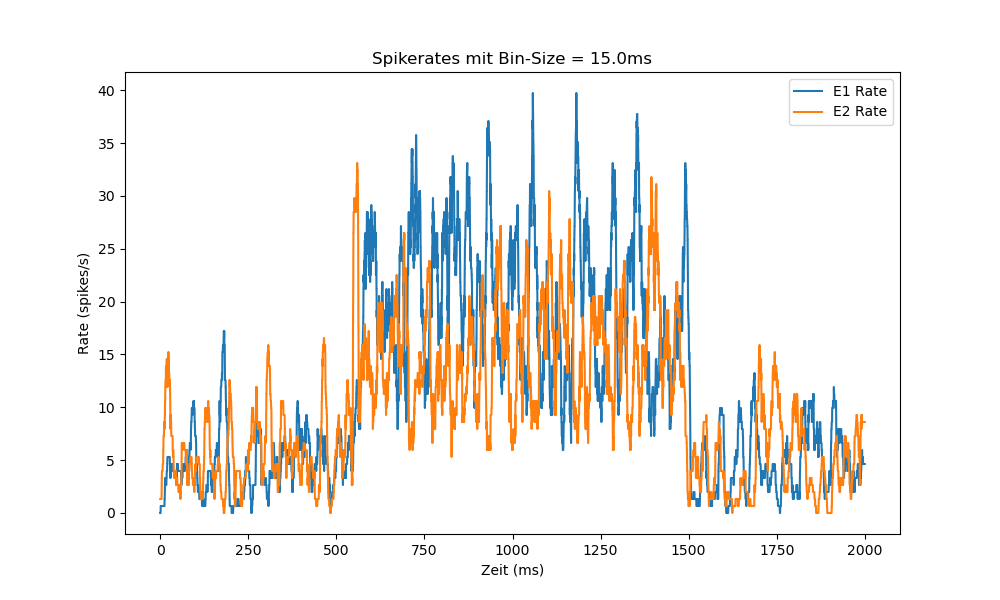 Spikerates mit Bin-Size = 15.0ms
E1 Rate
E2 Rate
40
35
30
25
20
15
10
5
0
Rate (spikes/s)
0 250 500 750 1000 1250 1500 1750 2000
Zeit (ms)